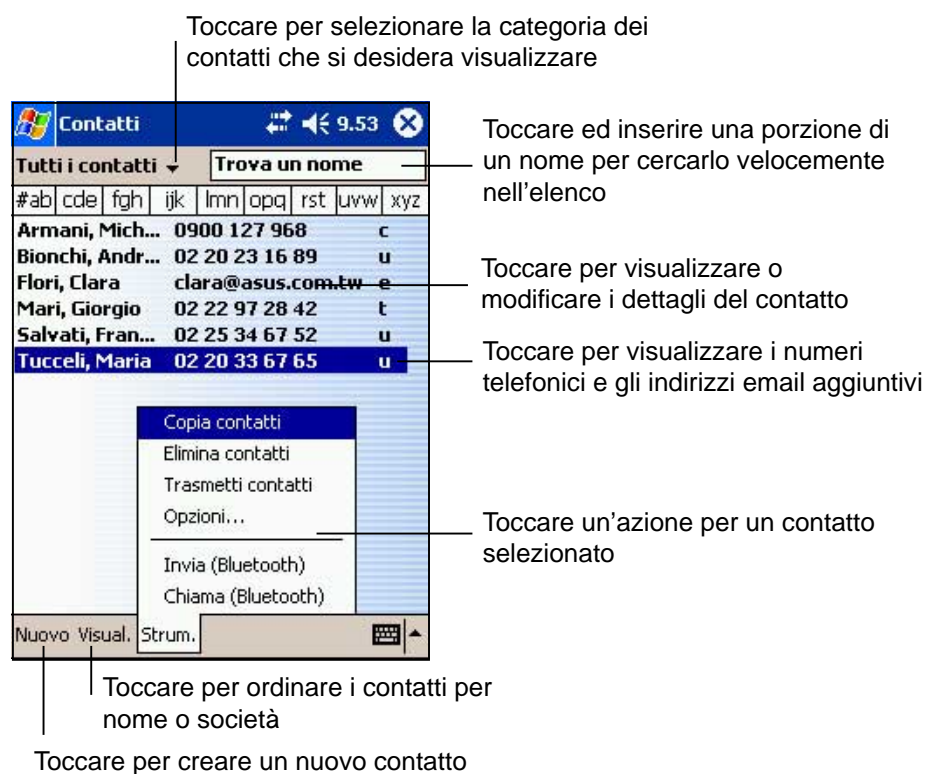 Toccare per selezionare la categoria dei
contatti che si desidera visualizzare
Contatti 9.53
Tutti i contatti Trova un nome
#ab cde fgh ijk lmn opq rst uvw xyz
Armani, Mich... 0900 127 968 c
Bionchi, Andr... 02 20 23 16 89 u
Flori, Clara clara@asus.com.tw e
Mari, Giorgio 02 22 97 28 42 t
Salvati, Fran... 02 25 34 67 52 u
Tucceli, Maria 02 20 33 67 65 u
Copia contatti
Elimina contatti
Trasmetti contatti
Opzioni...
Invia (Bluetooth)
Chiama (Bluetooth)
Nuovo Visual. Strum.
Toccare ed inserire una porzione di
un nome per cercarlo velocemente
nell'elenco
Toccare per visualizzare o
modificare i dettagli del contatto
Toccare per visualizzare i numeri
telefonici e gli indirizzi email aggiuntivi
Toccare un'azione per un contatto
selezionato
Toccare per ordinare i contatti per
nome o società
Toccare per creare un nuovo contatto